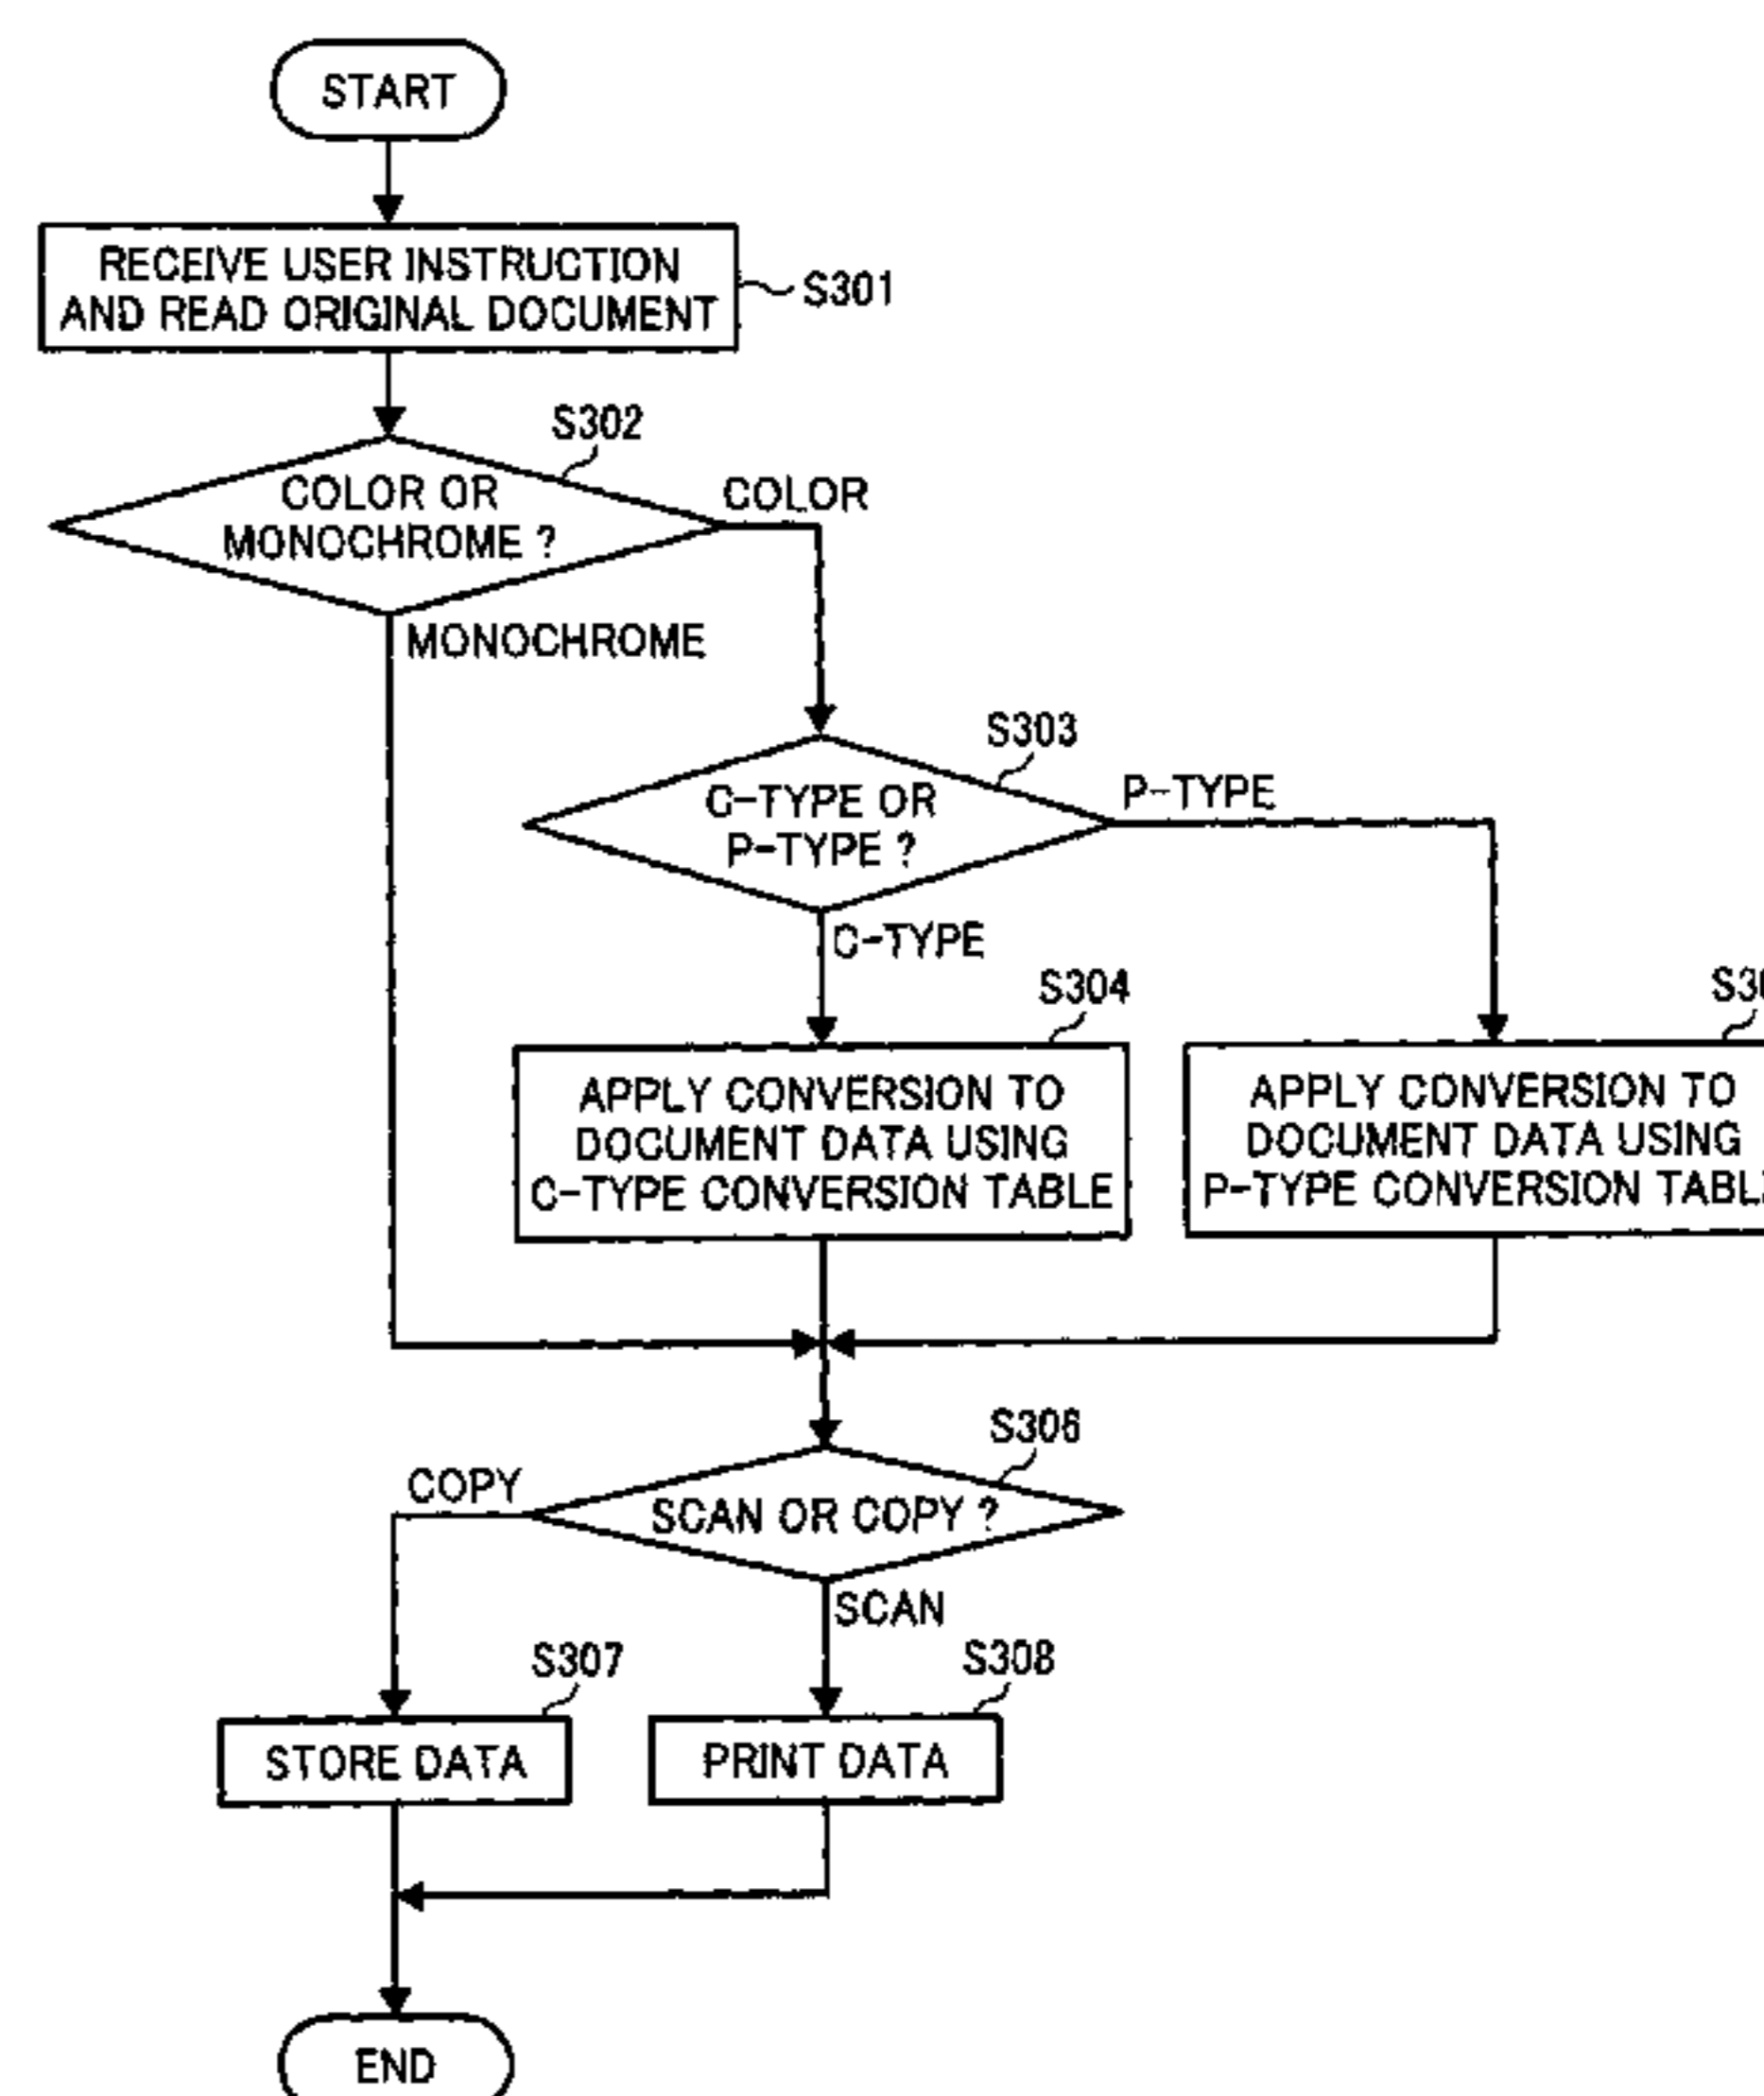 START
RECEIVE USER INSTRUCTION
AND READ ORIGINAL DOCUMENT
S301
S302
COLOR OR
MONOCHROME ?
COLOR
MONOCHROME
S303
C-TYPE OR
P-TYPE ?
P-TYPE
C-TYPE
S304
APPLY CONVERSION TO
DOCUMENT DATA USING
C-TYPE CONVERSION TABLE
APPLY CONVERSION TO
DOCUMENT DATA USING
P-TYPE CONVERSION
S306
SCAN OR COPY ?
COPY
SCAN
S307
STORE DATA
S308
PRINT DATA
END